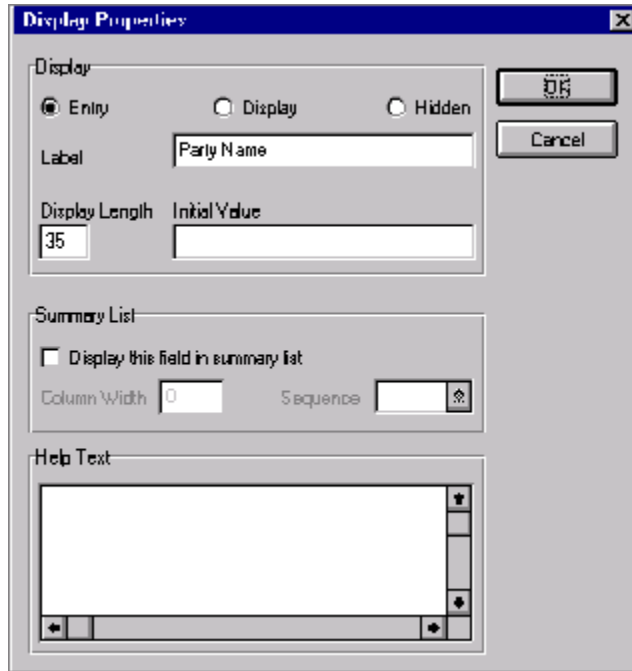 Display Properties
Display
Entry
Display
Hidden
OK
Cancel
Label
Party Name
Display Length
Initial Value
35
Summary List
Display this field in summary list
Column Width
0
Sequence
Help Text